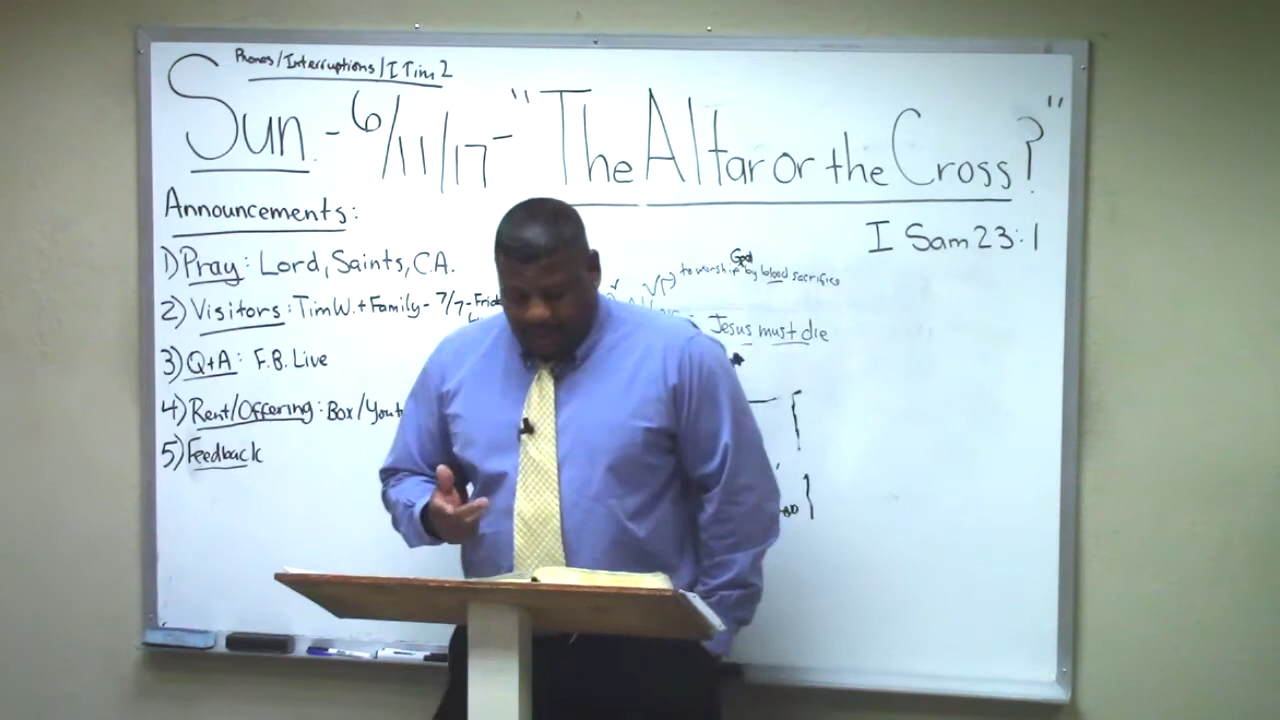 Phones/Interruptions/I Tim 2
Sun. - 6/11/17 - "The Altar or the Cross?"
Announcements:
I Sam 23:1
1) Pray: Lord, Saints, C.A.
God
to worship by blood sacrifice
2) Visitors: Tim W. + Family - 7/7 - Frid
Jesus must die
3) Q+A: F.B. Live
4) Rent/Offering: Box/Yout
5) Feedback